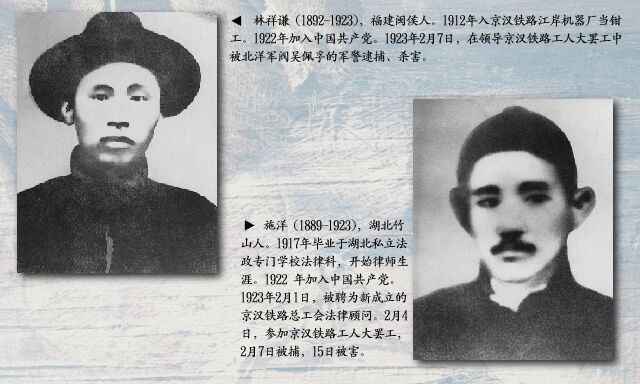 ◀ 林祥谦（1892-1923），福建闽侯人。1912年入京汉铁路江岸机器厂当钳
工。1922年加入中国共产党。1923年2月7日，在领导京汉铁路工人大罢工中
被北洋军阀吴佩孚的军警逮捕、杀害。
▶ 施洋（1889-1923），湖北竹
山人。1917年毕业于湖北私立法
政专门学校法律科，开始律师生
涯。1922 年加入中国共产党。
1923年2月1日，被聘为新成立的
京汉铁路总工会法律顾问。2月4
日，参加京汉铁路工人大罢工，
2月7日被捕，15日被害。